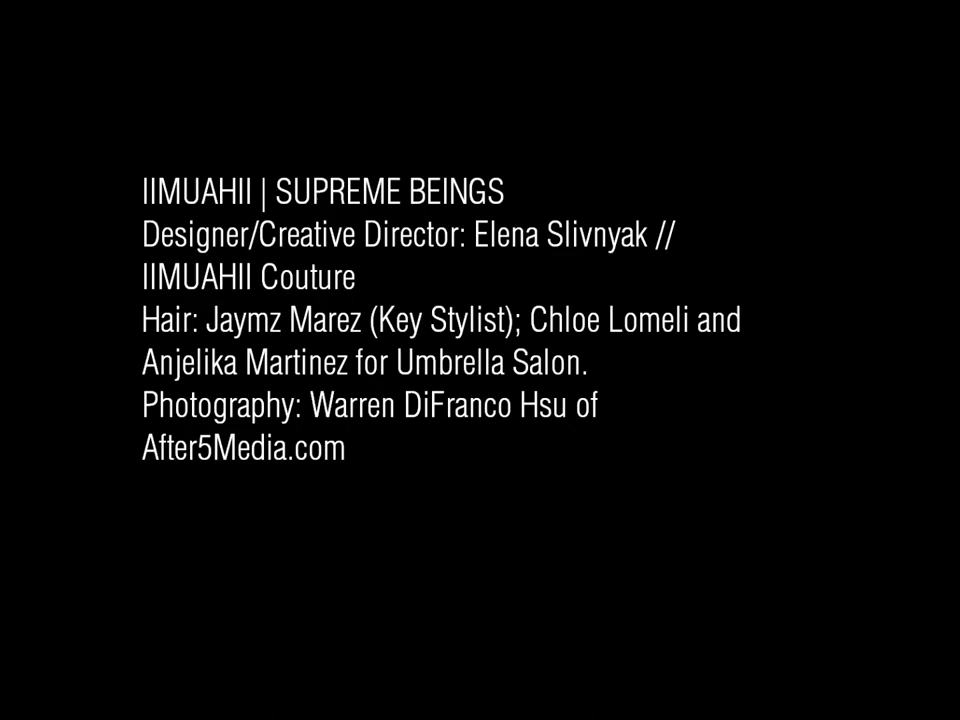 IIMUAHII | SUPREME BEINGS
Designer/Creative Director: Elena Slivnyak //
IIMUAHII Couture
Hair: Jaymz Marez (Key Stylist); Chloe Lomeli and
Anjelika Martinez for Umbrella Salon.
Photography: Warren DiFranco Hsu of
After5Media.com